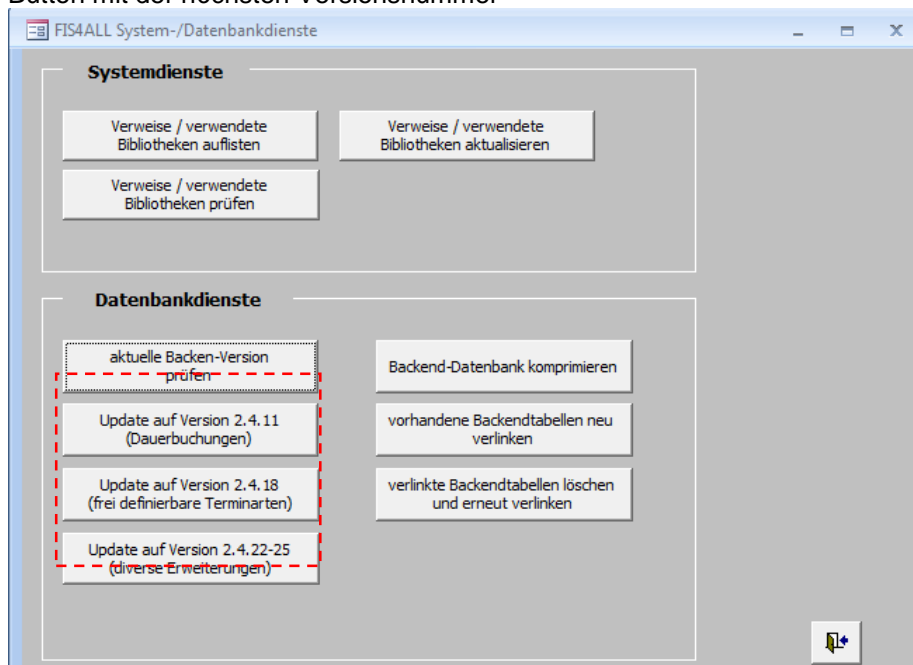 Button mit der höchsten Versionsnummer
FIS4ALL System-/Datenbankdienste
Systemdienste
Verweise / verwendete
Bibliotheken auflisten
Verweise / verwendete
Bibliotheken aktualisieren
Verweise / verwendete
Bibliotheken prüfen
Datenbankdienste
aktuelle Backen-Version
prüfen
Backend-Datenbank komprimieren
Update auf Version 2.4.11
(Dauerbuchungen)
vorhandene Backendtabellen neu
verlinken
Update auf Version 2.4.18
(frei definierbare Terminarten)
verlinkte Backendtabellen löschen
und erneut verlinken
Update auf Version 2.4.22-25
(diverse Erweiterungen)